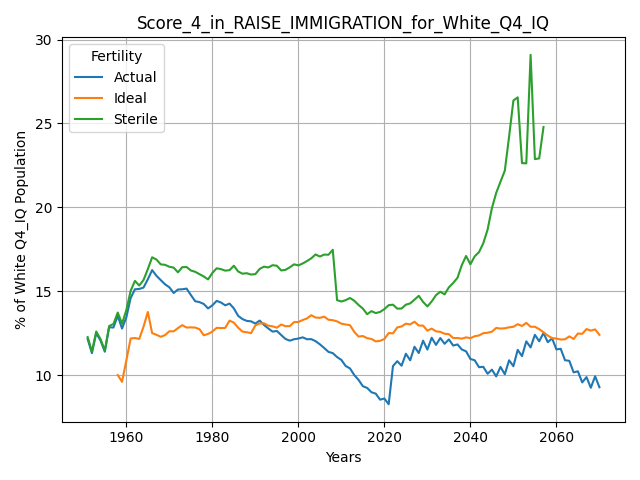 Score_4_in_RAISE_IMMIGRATION_for_White_Q4_IQ
Fertility
Actual
Ideal
Sterile
% of White Q4_IQ Population
30
25
20
15
10
1960 1980 2000 2020 2040 2060
Years